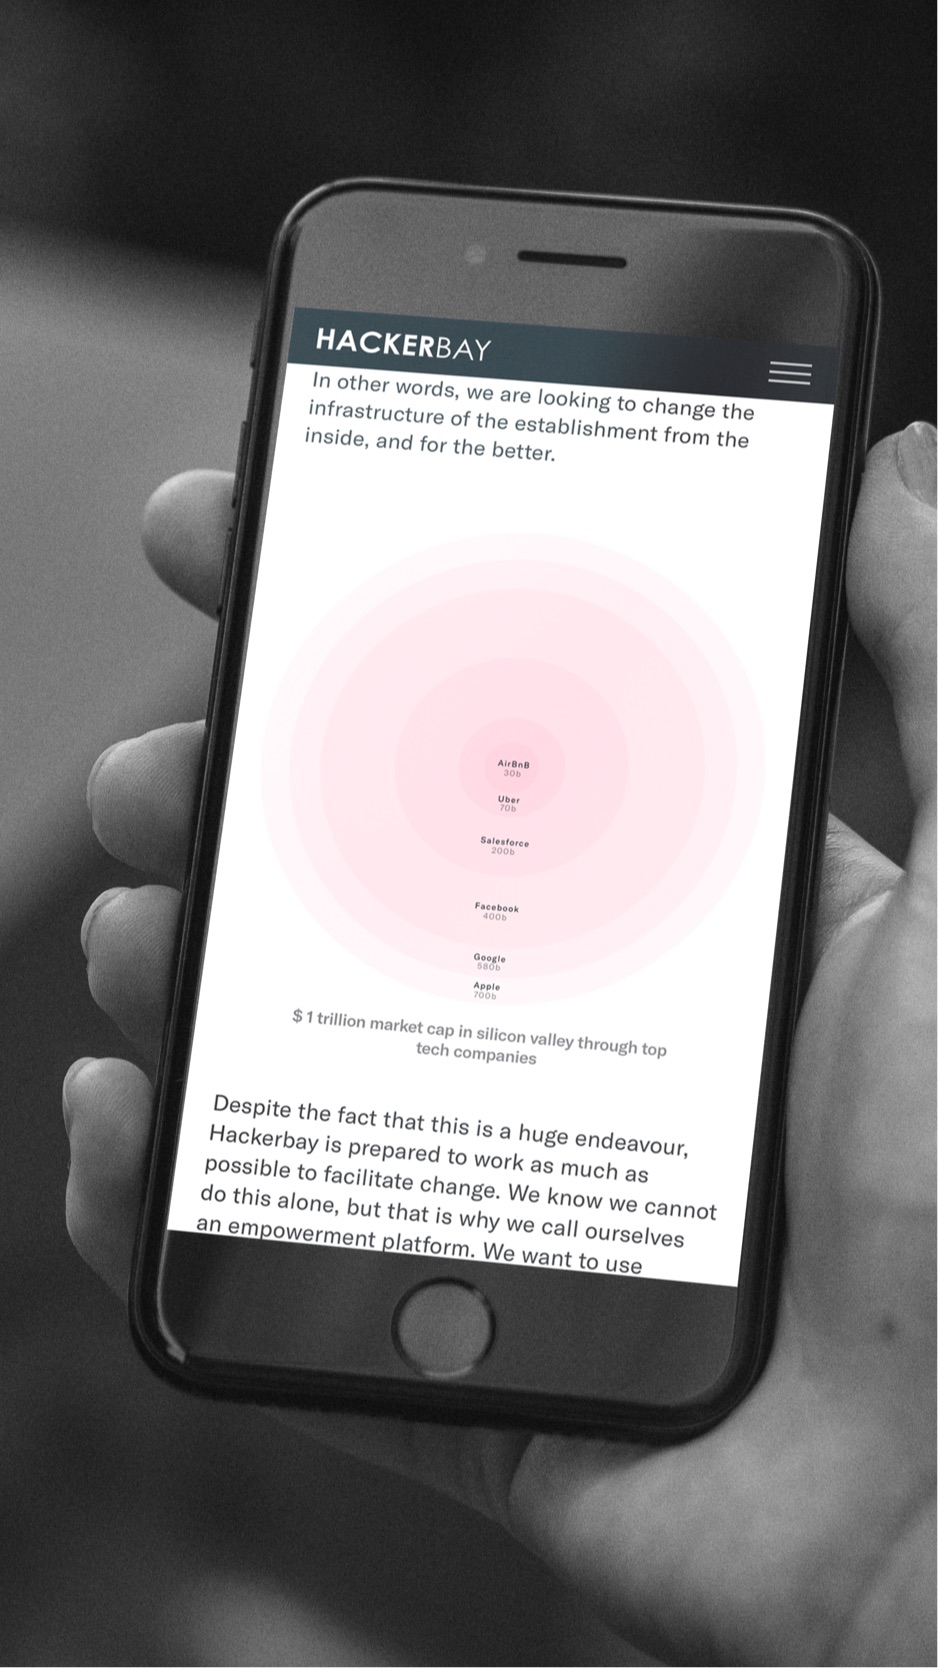 HACKERBAY
In other words, we are looking to change the
infrastructure of the establishment from the
inside, and for the better.
AirBnB
30b
Uber
70b
Salesforce
200b
Facebook
400b
Google
580b
Apple
700b
$ 1 trillion market cap in silicon valley through top
tech companies
Despite the fact that this is a huge endeavour,
Hackerbay is prepared to work as much as
possible to facilitate change. We know we cannot
do this alone, but that is why we call ourselves
an empowerment platform. We want to use